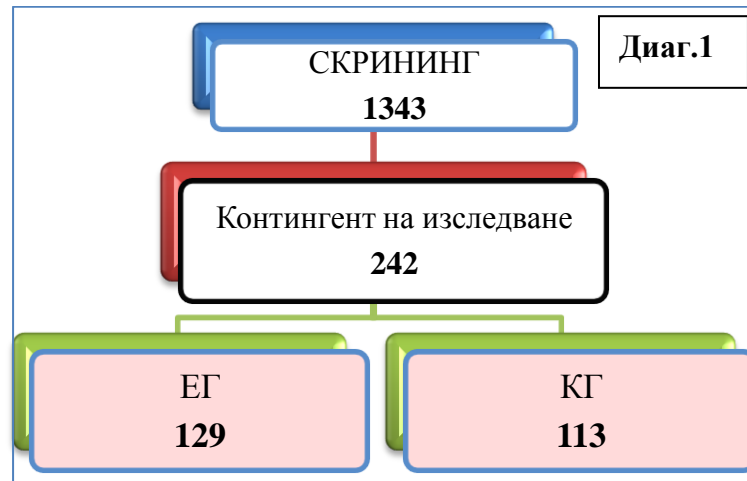 СКРИНИНГ
1343
Диаг.1
Контингент на изследване
242
ЕГ
129
КГ
113